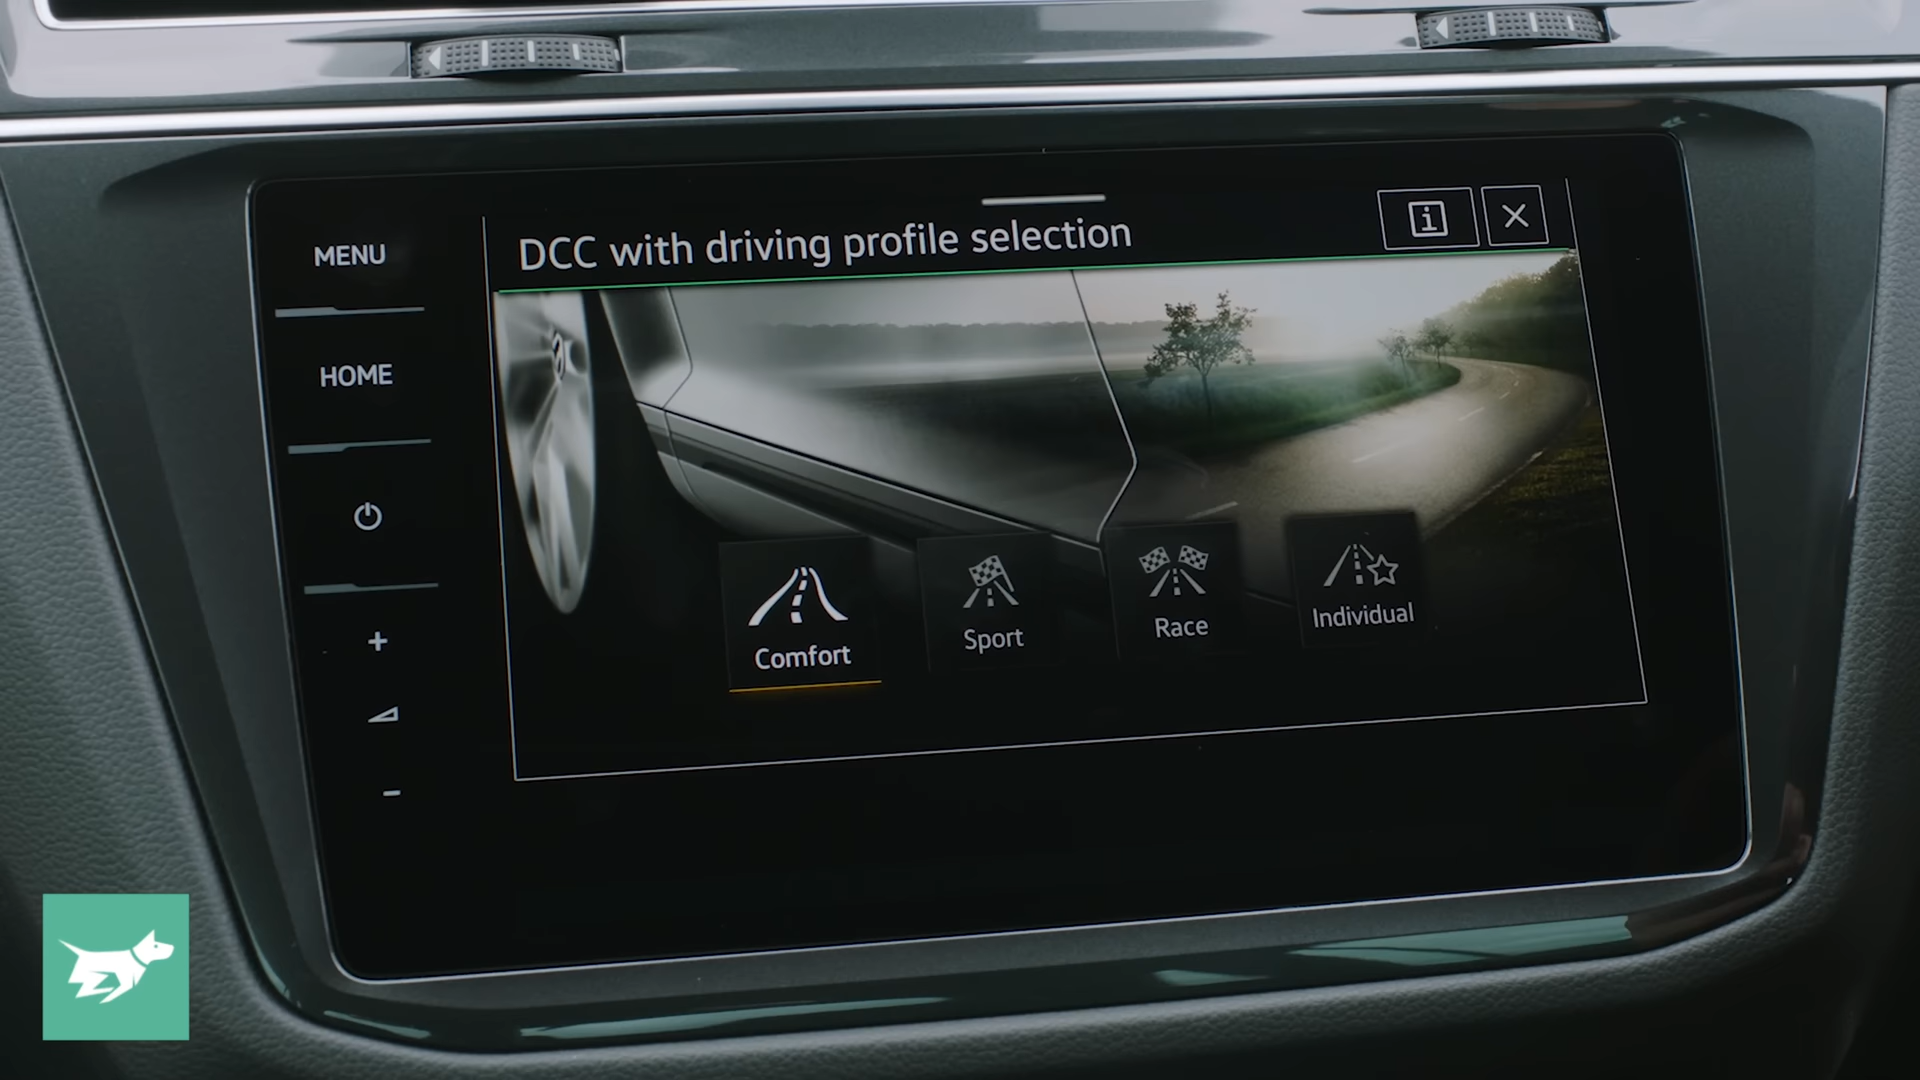 MENU
HOME
+
-
DCC with driving profile selection
i
Comfort
Sport
Race
Individual